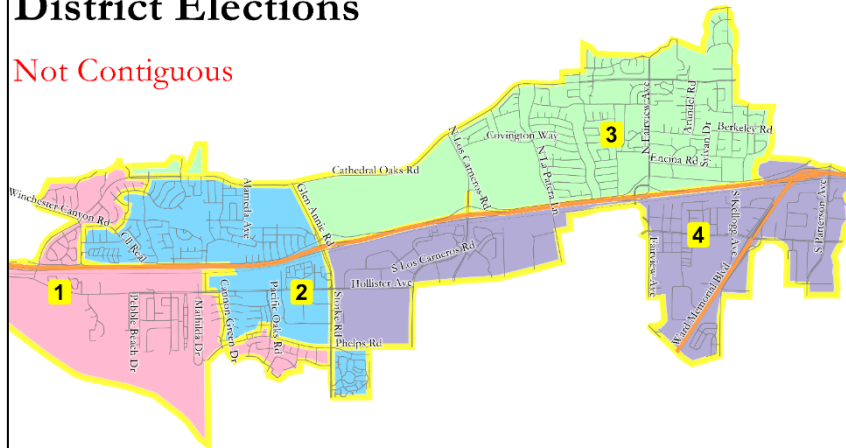 District Elections
Not Contiguous
Winchester Canyon Rd
El Real
Alameda Ave
Glen Annie Rd
Cathedral Oaks Rd
N Los Carneros Rd
Covington Way
N La Patera Ln
3
N Fairview Ave
Encina Rd
Arundel Rd
Sylvan Dr
Berkeley Rd
1
Pebble Beach Dr
Mathilda Dr
Cannon Green Dr
Pacific Oaks Rd
2
Storke Rd
Phelps Rd
Hollister Ave
S Los Carneros Rd
Fairview Ave
4
S Kellogg Ave
Ward Memorial Blvd
S Patterson Ave